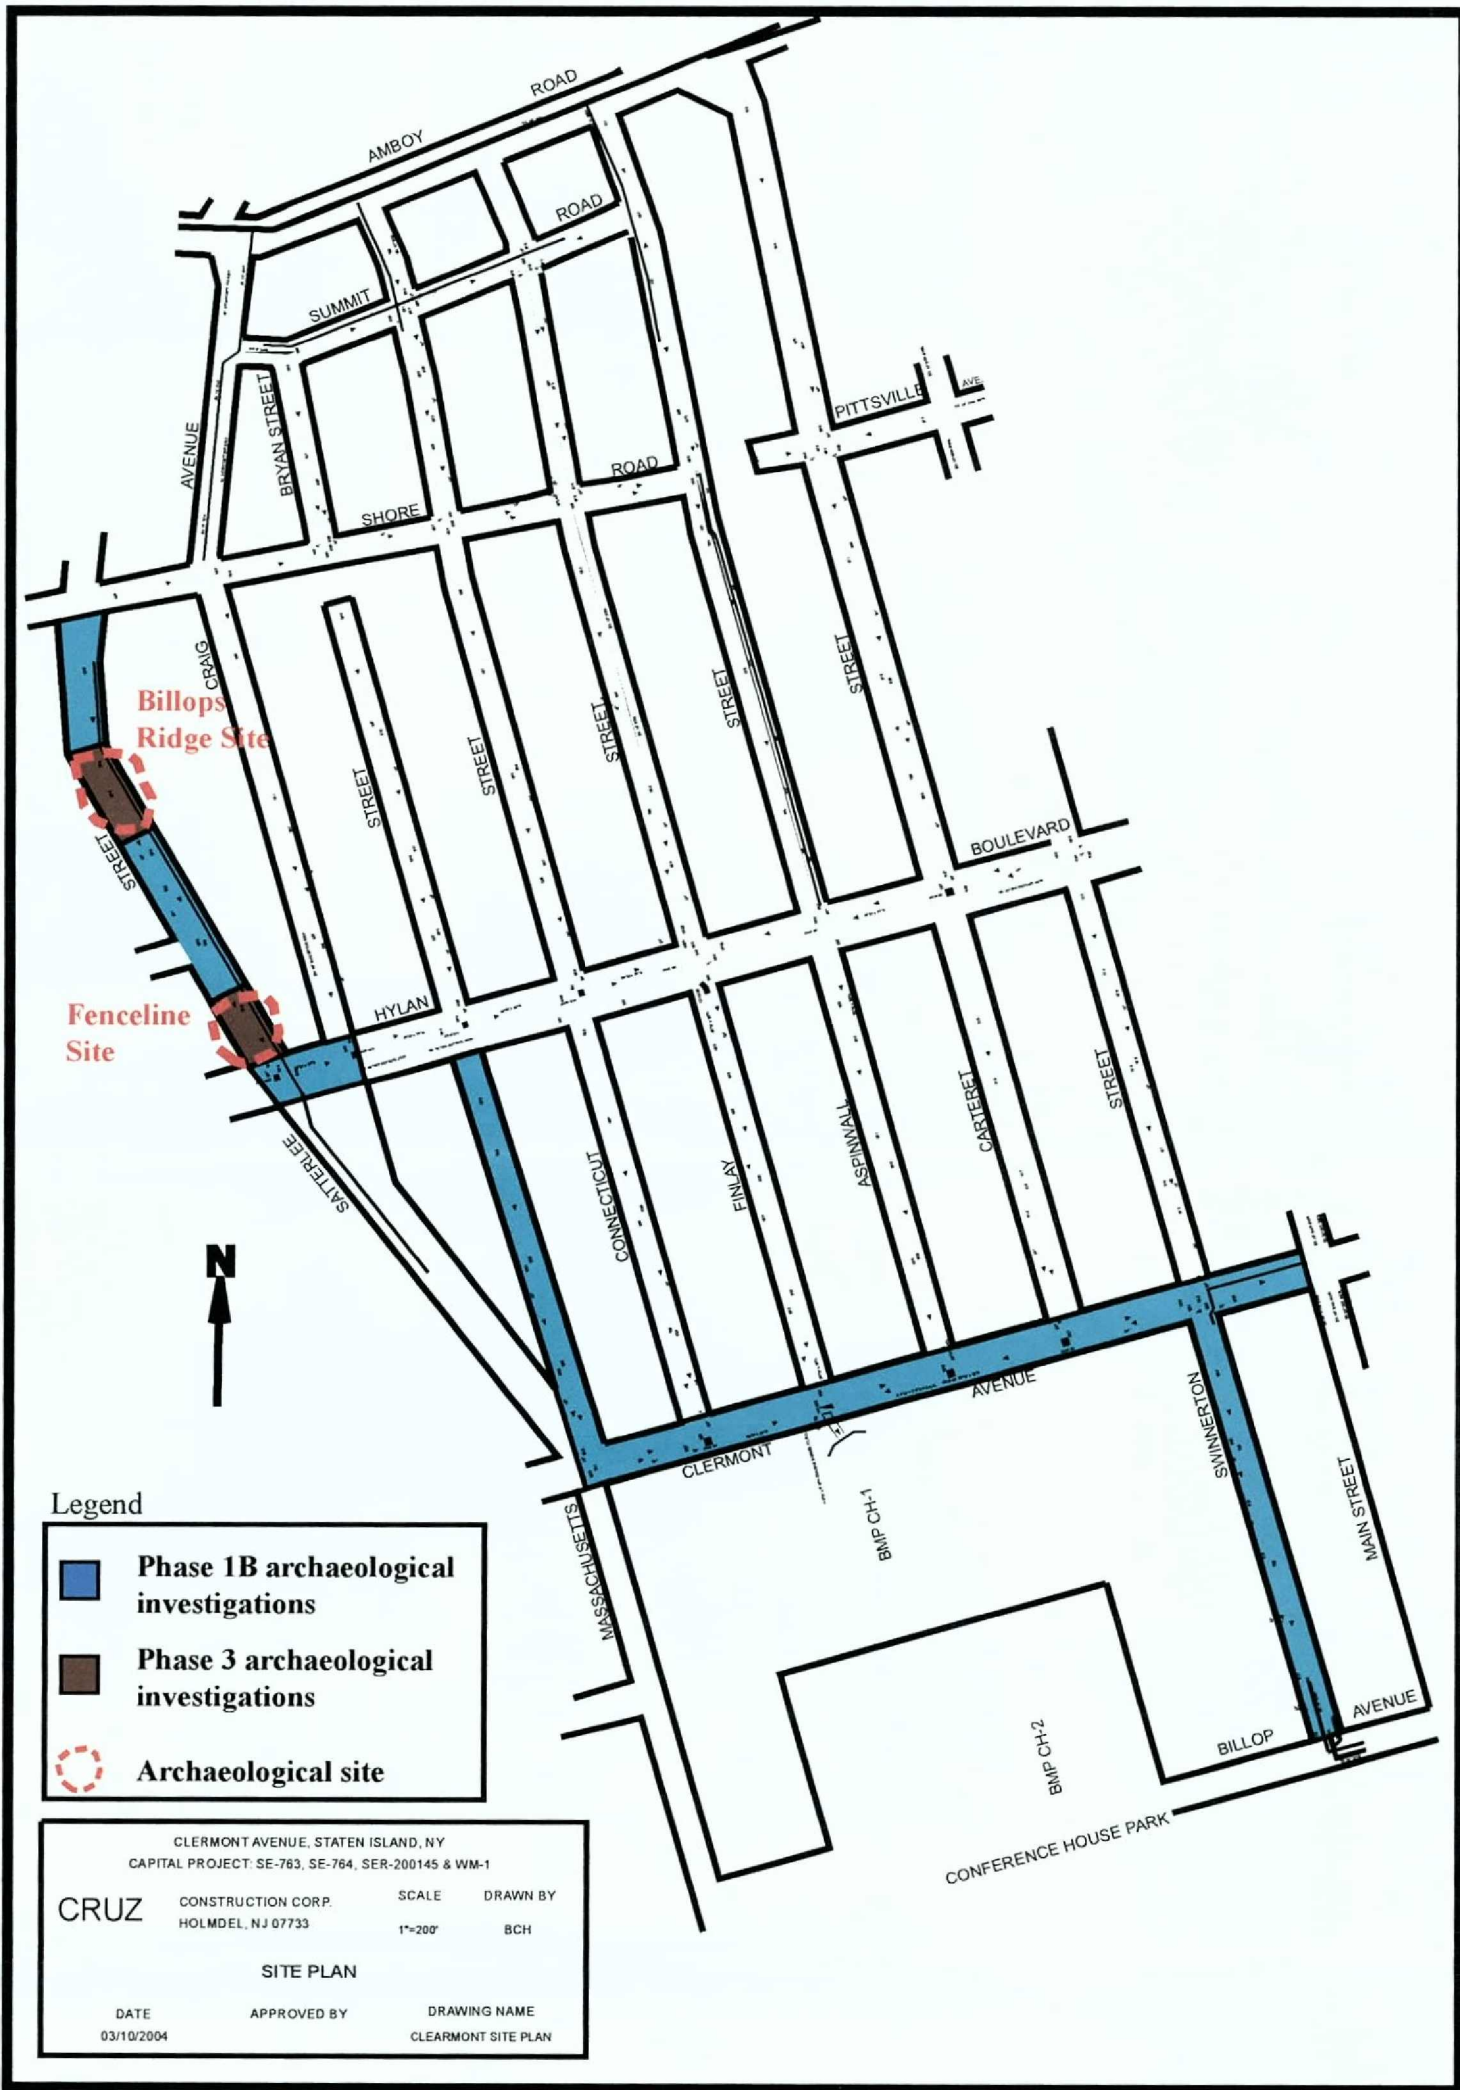 ROAD
AMBOY
ROAD
SUMMIT
AVE.
PITTSVILLE
BRYAN STREET
AVENUE
ROAD
SHORE
CRAIG
STREET
STREET
Billops
Ridge Site
STREET
STREET
STREET
BOULEVARD
STREET
Fenceline
Site
HYLAN
STREET
CARTERET
ASPINWALL
SATTERLEE
CONNECTICUT
FINLAY
N
AVENUE
CLERMONT
SWINNERTON
MAIN STREET
MASSACHUSETTS
BMP CH-1
Legend
Phase 1B archaeological
investigations
Phase 3 archaeological
investigations
Archaeological site
AVENUE
BILLOP
BMP CH-2
CONFERENCE HOUSE PARK
CLERMONT AVENUE, STATEN ISLAND, NY
CAPITAL PROJECT: SE-763, SE-764, SER-200145 & WM-1
CRUZ
CONSTRUCTION CORP.
HOLMDEL, NJ 07733
SCALE
1"=200'
DRAWN BY
BCH
SITE PLAN
DATE
03/10/2004
APPROVED BY
DRAWING NAME
CLEARMONT SITE PLAN